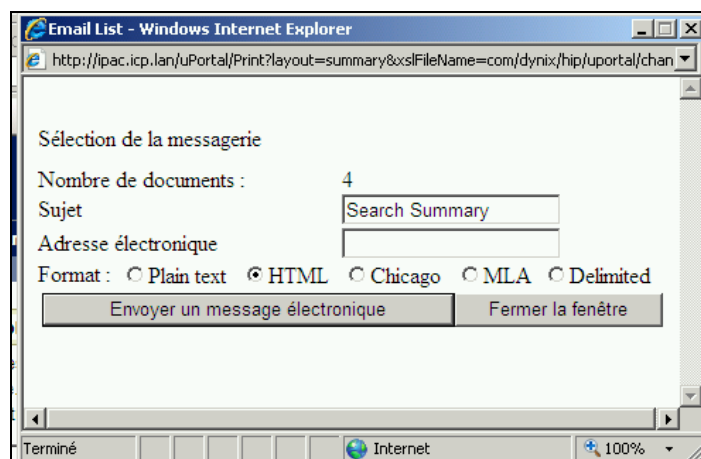 Email List - Windows Internet Explorer
http://ipac.icp.lan/uPortal/Print?layout=summary&xslFileName=com/dynix/hip/uportal/chan
Sélection de la messagerie
Nombre de documents : 4
Sujet Search Summary
Adresse électronique
Format : Plain text HTML Chicago MLA Delimited
Envoyer un message électronique Fermer la fenêtre
Terminé Internet 100%